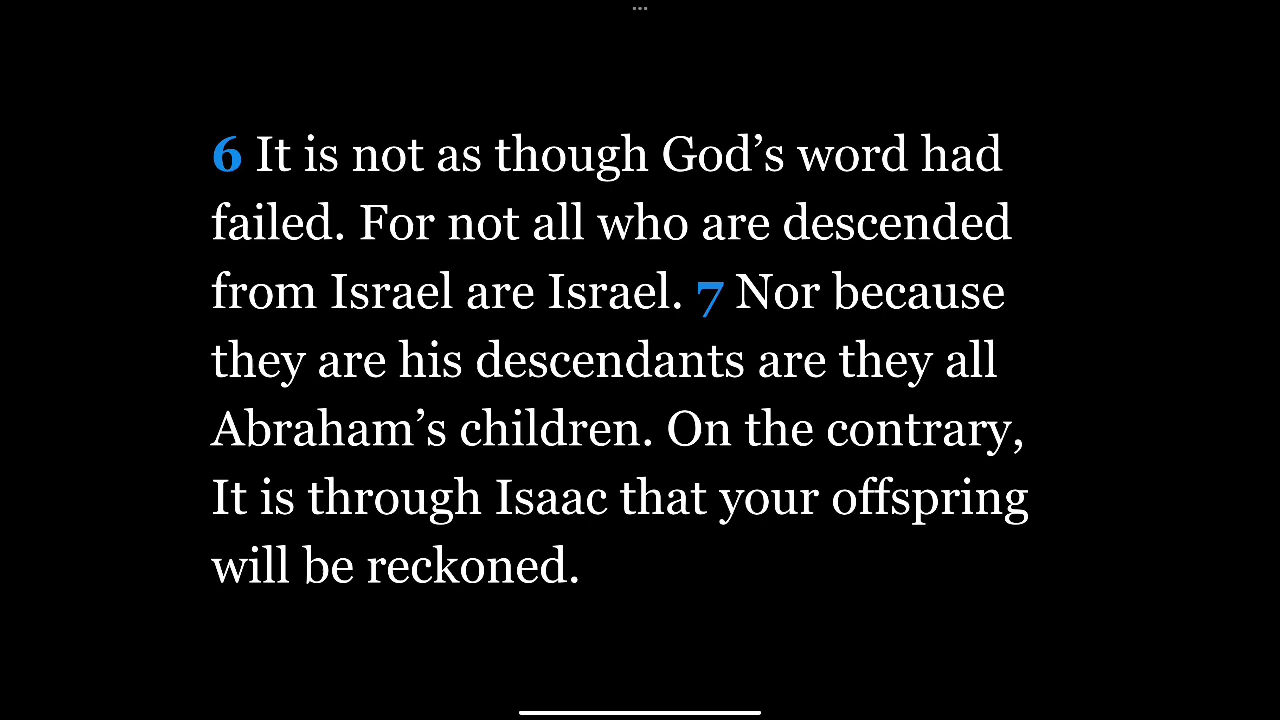 6 It is not as though God’s word had
failed. For not all who are descended
from Israel are Israel. 7 Nor because
they are his descendants are they all
Abraham’s children. On the contrary,
It is through Isaac that your offspring
will be reckoned.